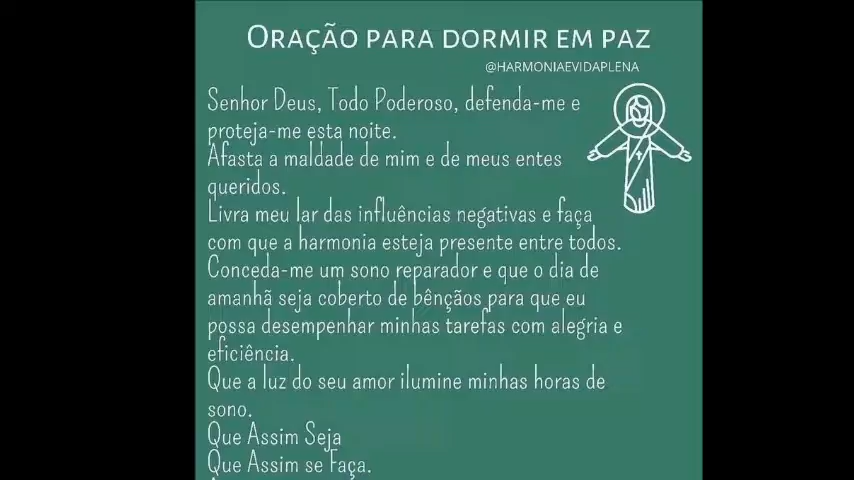 Oração para dormir em paz
@HARMONIAEVIDAPLENA
Senhor Deus, Todo Poderoso, defenda-me e
proteja-me esta noite.
Afasta a maldade de mim e de meus entes
queridos.
Livra meu lar das influências negativas e faça
com que a harmonia esteja presente entre todos.
Conceda-me um sono reparador e que o dia de
amanhã seja coberto de bênçãos para que eu
possa desempenhar minhas tarefas com alegria e
eficiência.
Que a luz do seu amor ilumine minhas horas de
sono.
Que Assim Seja
Que Assim se Faça.